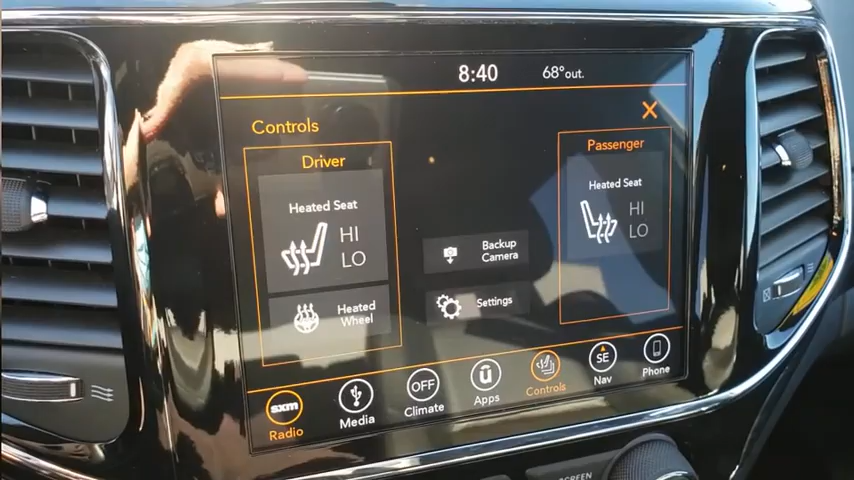 8:40
68°out.
X
Controls
Driver
Heated Seat
HI
LO
Heated
Wheel
Backup
Camera
Settings
Passenger
Heated Seat
HI
LO
sxm
Radio
Media
OFF
Climate
Apps
Controls
SE
Nav
Phone
SCREEN